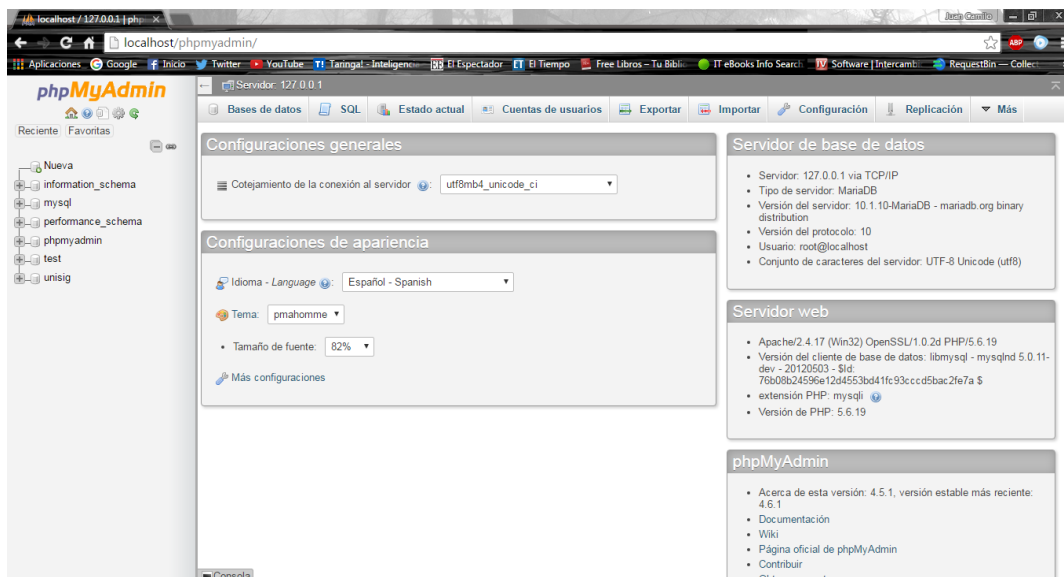 localhost / 127.0.0.1 | php
Juan Camilo
localhost/phpmyadmin/
ABP
Aplicaciones Google Inicio Twitter YouTube Taringa! - Inteligenc El Espectador El Tiempo Free Libros – Tu Bibli IT eBooks Info Search Software | Intercamb RequestBin — Collect
phpMyAdmin
Reciente Favoritas
Nueva
information_schema
mysql
performance_schema
phpmyadmin
test
unisig
Servidor: 127.0.0.1
Bases de datos SQL Estado actual Cuentas de usuarios Exportar Importar Configuración Replicación Más
Configuraciones generales
Cotejamiento de la conexión al servidor : utf8mb4_unicode_ci
Configuraciones de apariencia
Idioma - Language : Español - Spanish
Tema: pmahomme
Tamaño de fuente: 82%
Más configuraciones
Servidor de base de datos
Servidor: 127.0.0.1 via TCP/IP
Tipo de servidor: MariaDB
Versión del servidor: 10.1.10-MariaDB - mariadb.org binary
distribution
Versión del protocolo: 10
Usuario: root@localhost
Conjunto de caracteres del servidor: UTF-8 Unicode (utf8)
Servidor web
Apache/2.4.17 (Win32) OpenSSL/1.0.2d PHP/5.6.19
Versión del cliente de base de datos: libmysql - mysqlnd 5.0.11-
dev - 20120503 - $Id:
76b08b24596e12d4553bd41fc93cccd5bac2fe7a $
extensión PHP: mysqli
Versión de PHP: 5.6.19
phpMyAdmin
Acerca de esta versión: 4.5.1, versión estable más reciente:
4.6.1
Documentación
Wiki
Página oficial de phpMyAdmin
Contribuir
Consola